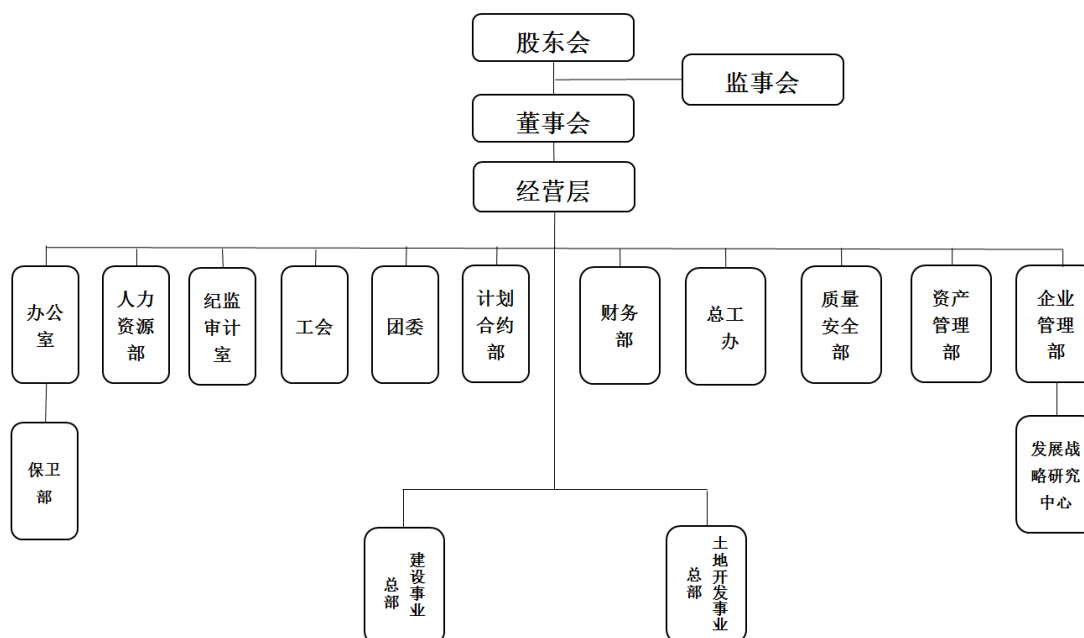 股东会
监事会
董事会
经营层
办公
室
人力
资源
部
纪监
审计
室
工会
团委
计划
合约
部
财务
部
总工
办
质量
安全
部
资产
管理
部
企业
管理
部
保卫
部
发展战
略研究
中心
建设事业
总部
土地开发事业
总部